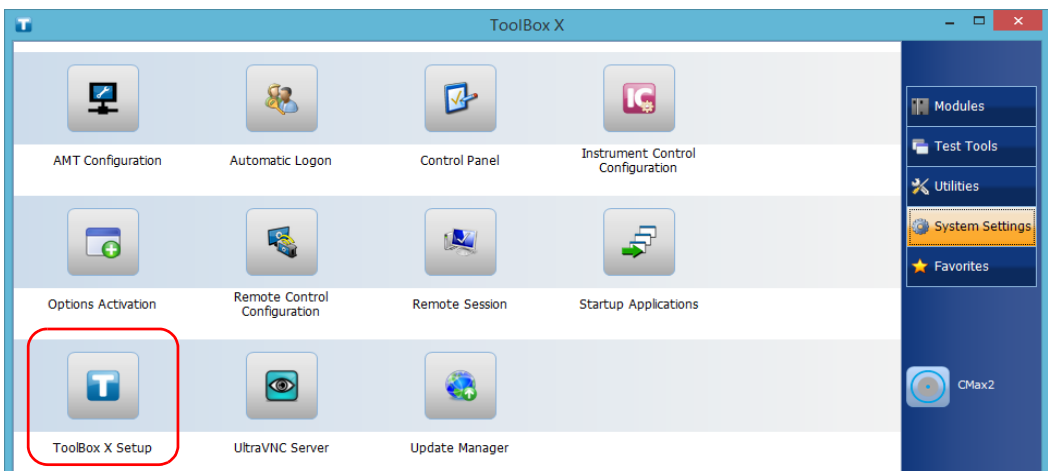 ToolBox X
AMT Configuration
Automatic Logon
Control Panel
Instrument Control
Configuration
Options Activation
Remote Control
Configuration
Remote Session
Startup Applications
ToolBox X Setup
UltraVNC Server
Update Manager
Modules
Test Tools
Utilities
System Settings
Favorites
CMax2